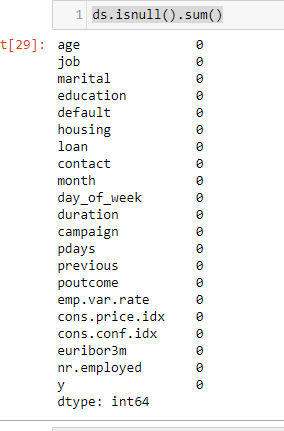 1 ds.isnull().sum()
t[29]: age 0
job 0
marital 0
education 0
default 0
housing 0
loan 0
contact 0
month 0
day_of_week 0
duration 0
campaign 0
pdays 0
previous 0
poutcome 0
emp.var.rate 0
cons.price.idx 0
cons.conf.idx 0
euribor3m 0
nr.employed 0
y 0
dtype: int64